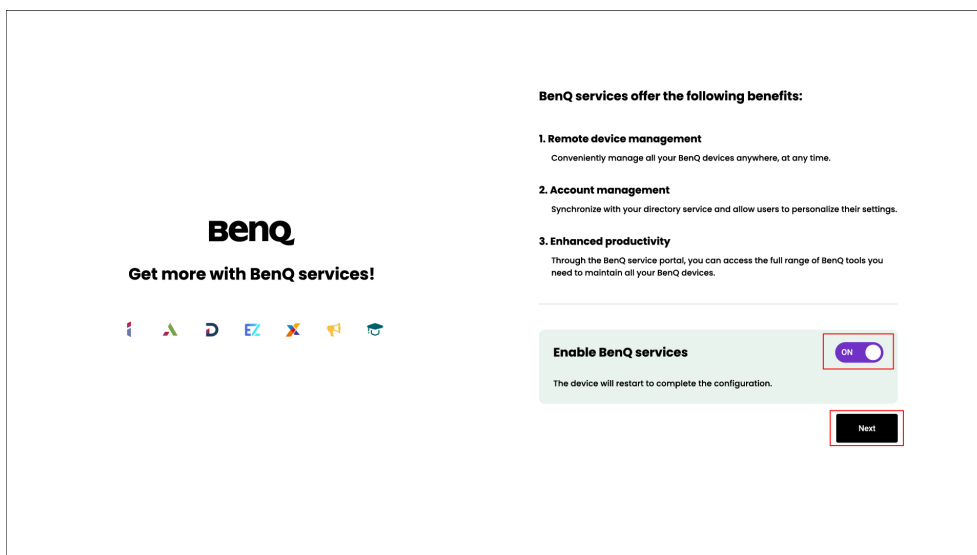 BenQ
Get more with BenQ services!
EZ
BenQ services offer the following benefits:
1. Remote device management
Conveniently manage all your BenQ devices anywhere, at any time.
2. Account management
Synchronize with your directory service and allow users to personalize their settings.
3. Enhanced productivity
Through the BenQ service portal, you can access the full range of BenQ tools you
need to maintain all your BenQ devices.
Enable BenQ services
ON
The device will restart to complete the configuration.
Next